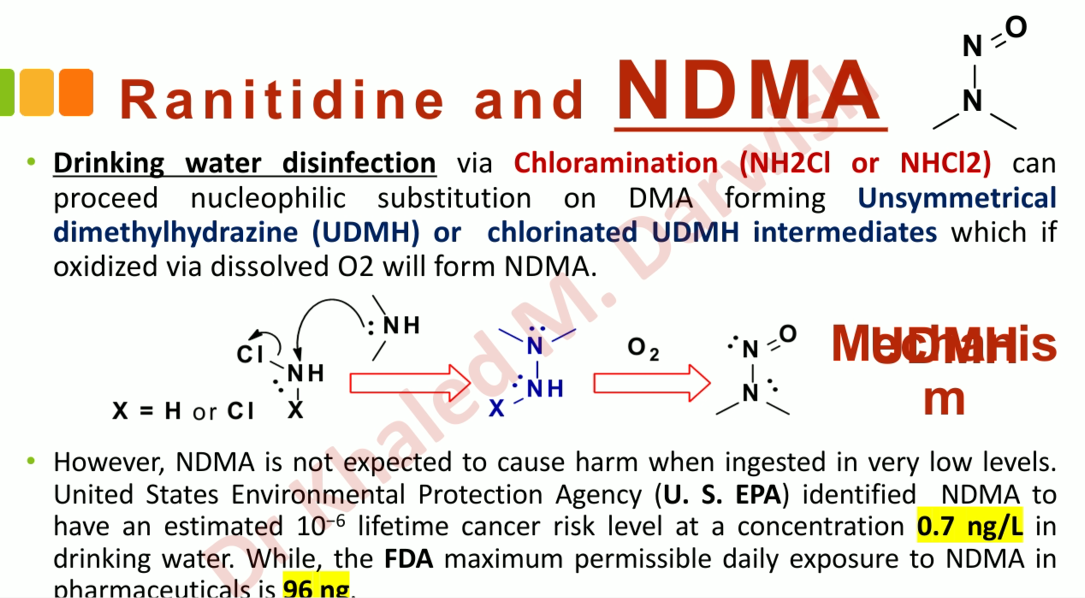 N=O
N
Ranitidine and NDMA
• Drinking water disinfection via Chloramination (NH2Cl or NHCl2) can
proceed nucleophilic substitution on DMA forming Unsymmetrical
dimethylhydrazine (UDMH) or chlorinated UDMH intermediates which if
oxidized via dissolved O2 will form NDMA.
:NH
Cl
NH
X
X = H or Cl
N
:NH
X
O2
N=O
N
Mechanis
m
UDMH
• However, NDMA is not expected to cause harm when ingested in very low levels.
United States Environmental Protection Agency (U. S. EPA) identified NDMA to
have an estimated 10⁻⁶ lifetime cancer risk level at a concentration 0.7 ng/L in
drinking water. While, the FDA maximum permissible daily exposure to NDMA in
pharmaceuticals is 96 ng.
Dr Khaled M. Darwish